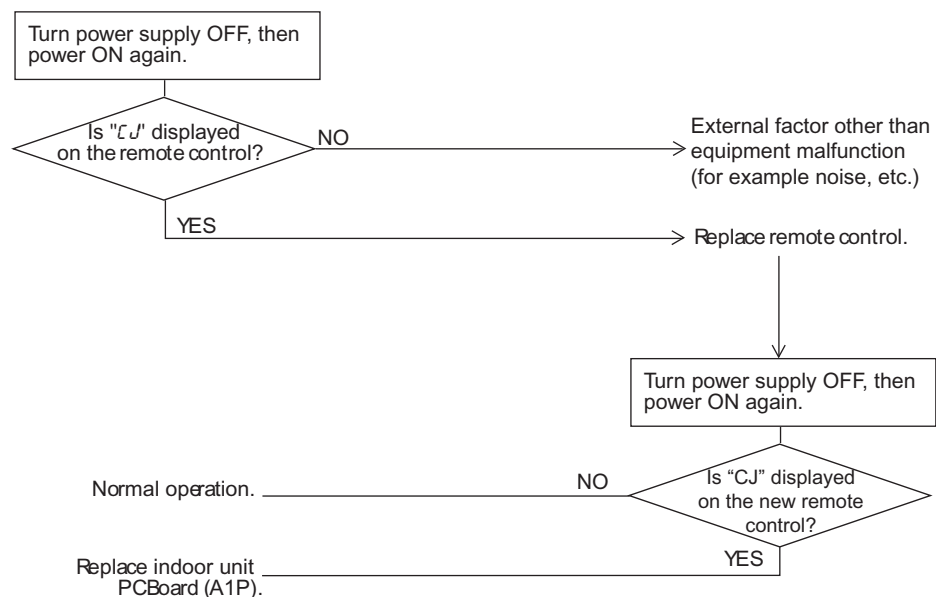 Turn power supply OFF, then
power ON again.
Is "CJ" displayed
on the remote control?
NO
External factor other than
equipment malfunction
(for example noise, etc.)
YES
Replace remote control.
Turn power supply OFF, then
power ON again.
Is “CJ” displayed
on the new remote
control?
NO
Normal operation.
YES
Replace indoor unit
PCBoard (A1P).